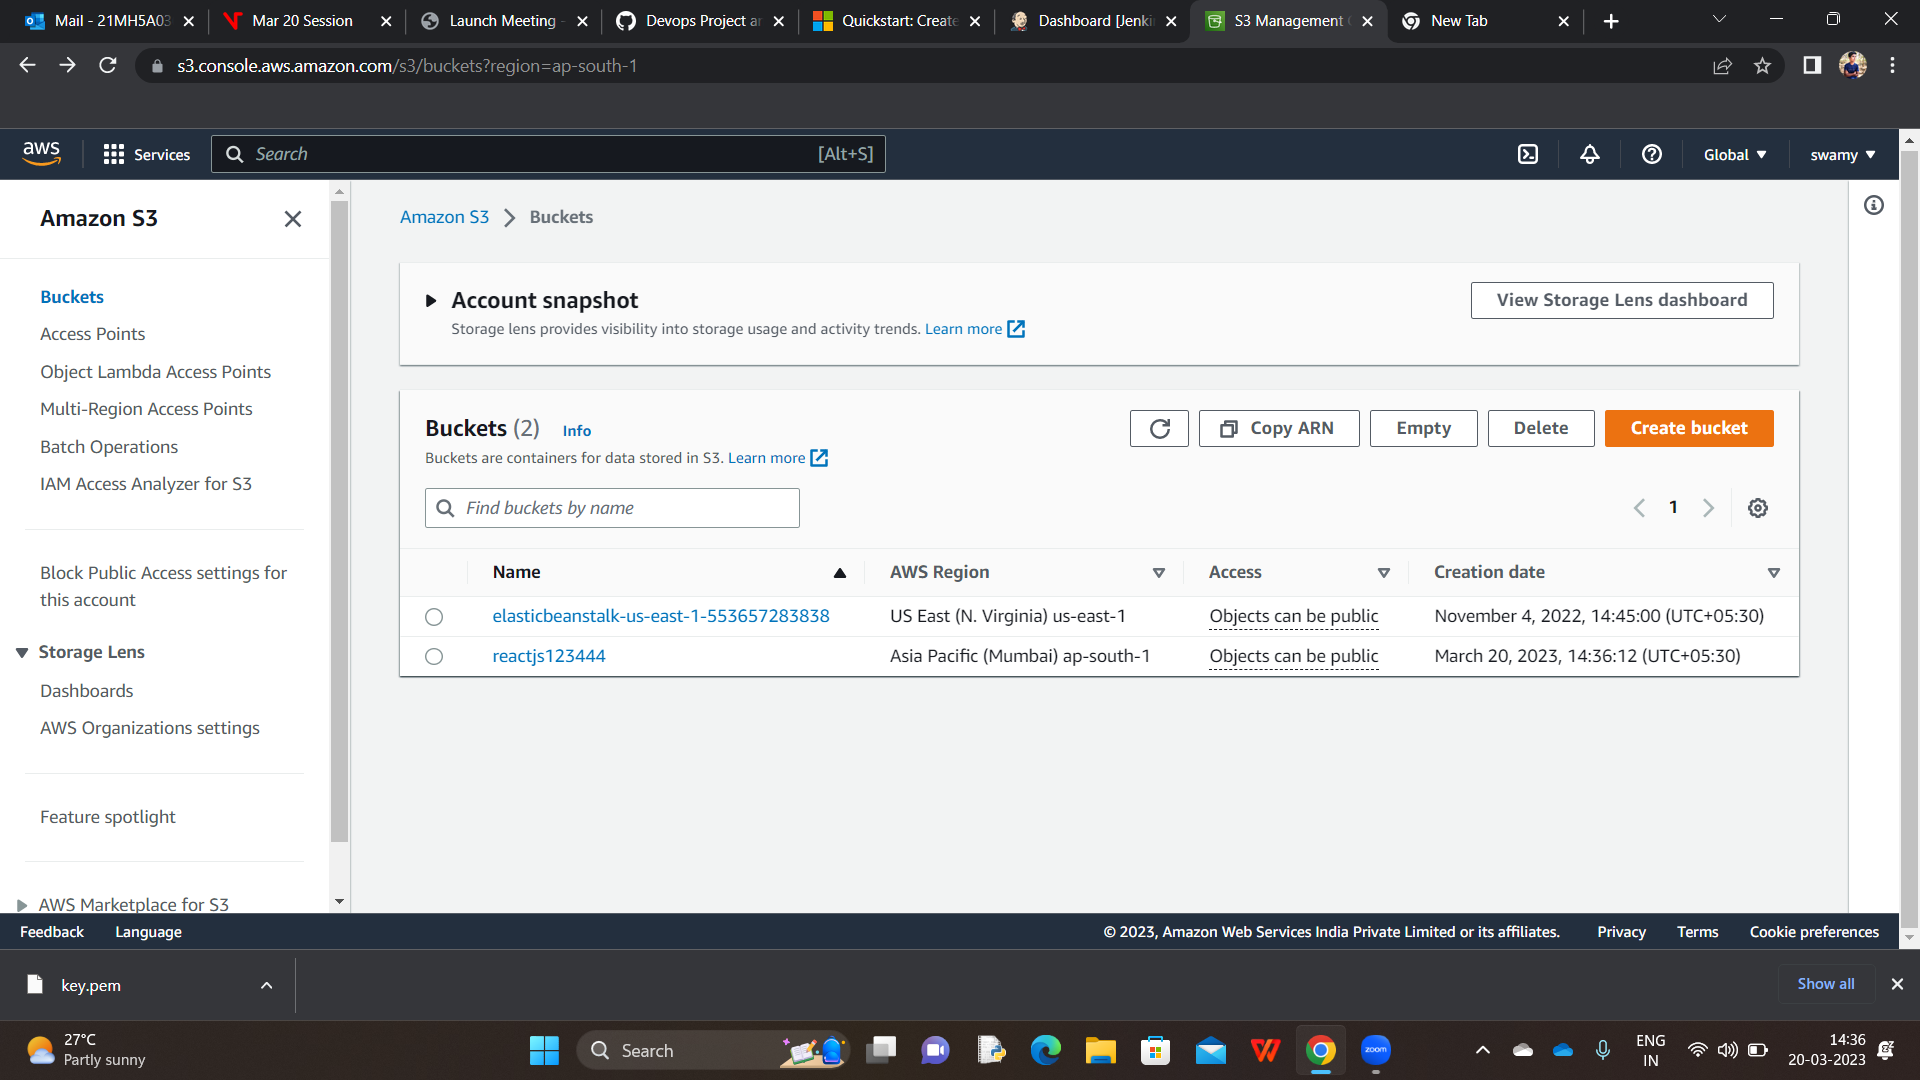 Mail - 21MH5A03
Mar 20 Session
Launch Meeting -
Devops Project ar
Quickstart: Create
Dashboard [Jenki
S3 Management C
New Tab
s3.console.aws.amazon.com/s3/buckets?region=ap-south-1
aws
Services
Search
[Alt+S]
Global
swamy
Amazon S3
Buckets
Access Points
Object Lambda Access Points
Multi-Region Access Points
Batch Operations
IAM Access Analyzer for S3
Block Public Access settings for
this account
Storage Lens
Dashboards
AWS Organizations settings
Feature spotlight
AWS Marketplace for S3
Amazon S3 > Buckets
Account snapshot
Storage lens provides visibility into storage usage and activity trends. Learn more
View Storage Lens dashboard
Buckets (2) Info
Buckets are containers for data stored in S3. Learn more
Copy ARN
Empty
Delete
Create bucket
Find buckets by name
1
Name AWS Region Access Creation date
elasticbeanstalk-us-east-1-553657283838 US East (N. Virginia) us-east-1 Objects can be public November 4, 2022, 14:45:00 (UTC+05:30)
reactjs123444 Asia Pacific (Mumbai) ap-south-1 Objects can be public March 20, 2023, 14:36:12 (UTC+05:30)
Feedback Language © 2023, Amazon Web Services India Private Limited or its affiliates. Privacy Terms Cookie preferences
key.pem
Show all
27°C
Partly sunny
Search
zoom
ENG
IN
14:36
20-03-2023